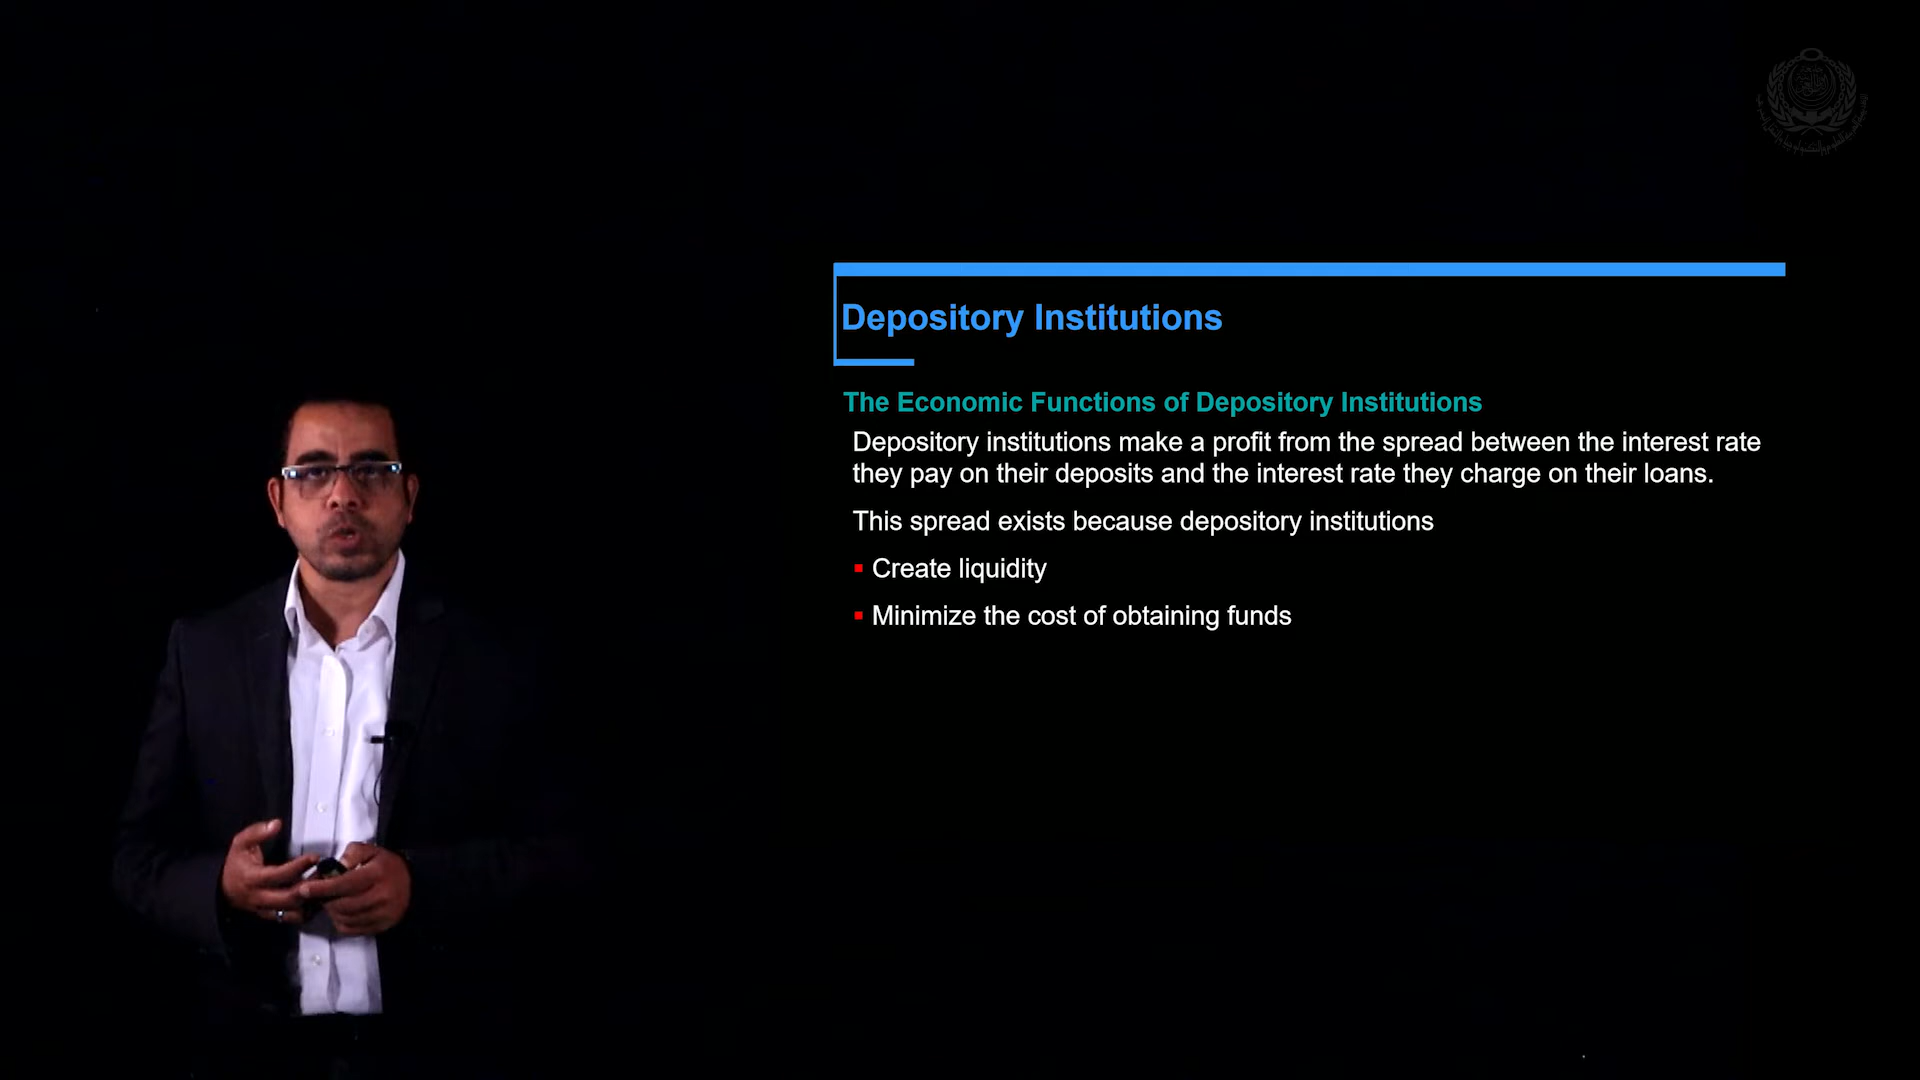 Depository Institutions
The Economic Functions of Depository Institutions
Depository institutions make a profit from the spread between the interest rate
they pay on their deposits and the interest rate they charge on their loans.
This spread exists because depository institutions
Create liquidity
Minimize the cost of obtaining funds